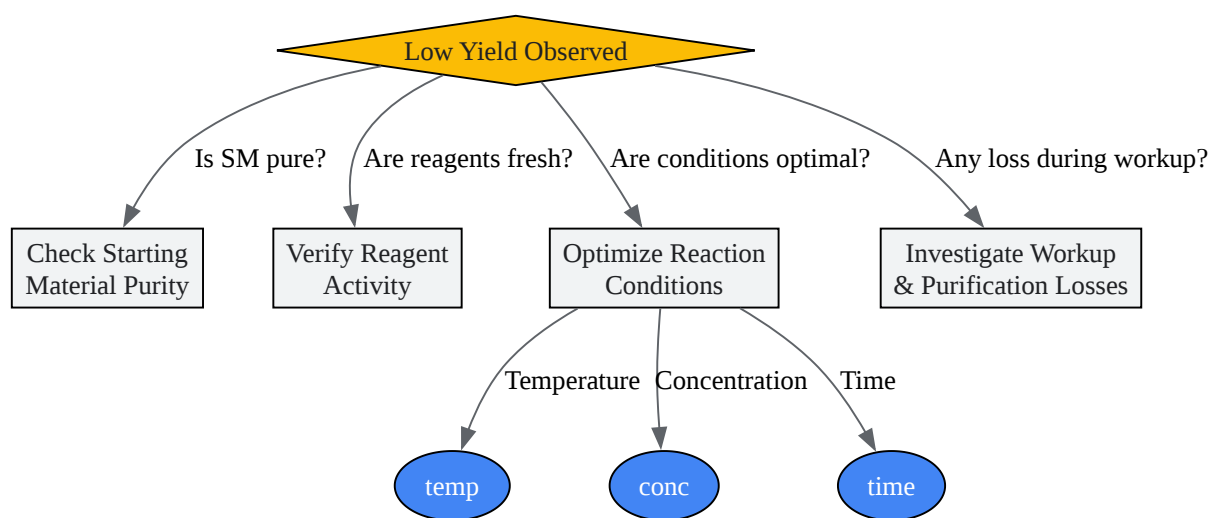 Low Yield Observed
Is SM pure?
Are reagents fresh?
Are conditions optimal?
Any loss during workup?
Check Starting
Material Purity
Verify Reagent
Activity
Optimize Reaction
Conditions
Investigate Workup
& Purification Losses
Temperature
Concentration
Time
temp
conc
time